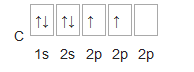 C ↑↓ ↑↓ ↑ ↑
1s 2s 2p 2p 2p